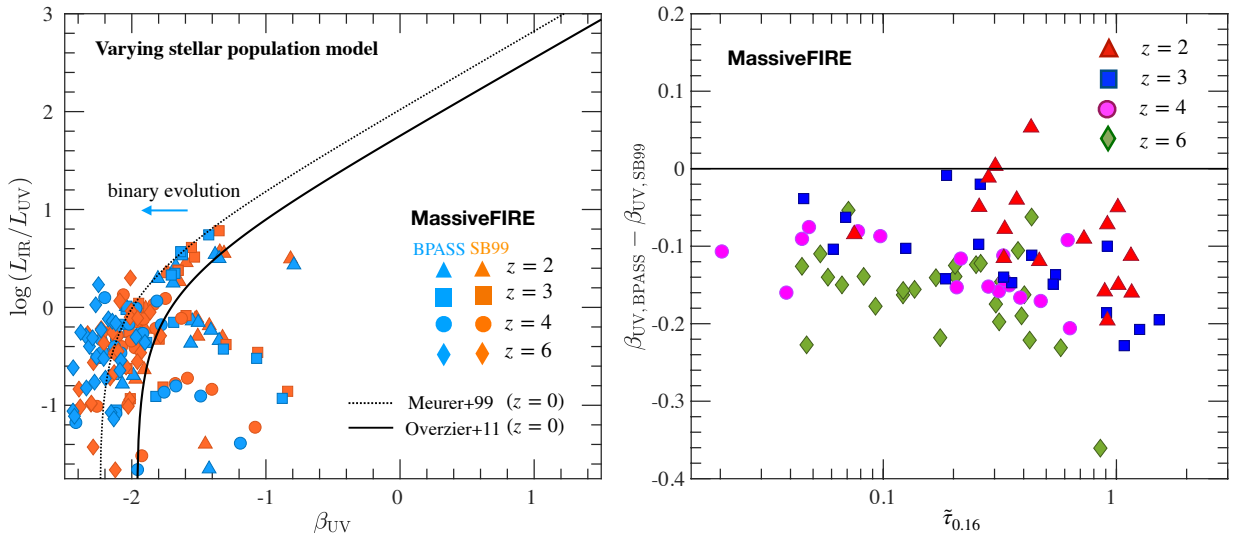 Varying stellar population model
3
2
1
0
-1
log (L_IR/L_UV)
binary evolution
MassiveFIRE
BPASS SB99
z = 2
z = 3
z = 4
z = 6
Meurer+99 (z = 0)
Overzier+11 (z = 0)
-2 -1 0 1
β_UV
MassiveFIRE
z = 2
z = 3
z = 4
z = 6
0.2
0.1
0
-0.1
-0.2
-0.3
-0.4
β_UV, BPASS − β_UV, SB99
0.1 1
τ̃_0.16